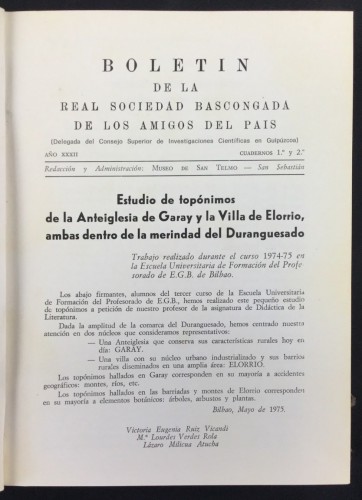 BOLETIN
DE LA
REAL SOCIEDAD BASCONGADA
DE LOS AMIGOS DEL PAIS
(Delegada del Consejo Superior de Investigaciones Científicas en Guipúzcoa)
AÑO XXXII CUADERNOS 1.º y 2.º
Redacción y Administración: MUSEO DE SAN TELMO — San Sebastián
Estudio de topónimos
de la Anteiglesia de Garay y la Villa de Elorrio,
ambas dentro de la merindad del Duranguesado
Trabajo realizado durante el curso 1974-75 en
la Escuela Universitaria de Formación del Profe-
sorado de E.G.B. de Bilbao.
Los abajo firmantes, alumnos del tercer curso de la Escuela Universitaria
de Formación del Profesorado de E.G.B., hemos realizado este pequeño estudio
de topónimos a petición de nuestro profesor de la asignatura de Didáctica de la
Literatura.
Dada la amplitud de la comarca del Duranguesado, hemos centrado nuestra
atención en dos núcleos que consideramos representativos:
— Una Anteiglesia que conserva sus características rurales hoy en
día: GARAY.
— Una villa con su núcleo urbano industrializado y sus barrios
rurales diseminados en una amplia área: ELORRIO.
Los topónimos hallados en Garay corresponden en su mayoría a accidentes
geográficos: montes, ríos, etc.
Los topónimos hallados en las barriadas y montes de Elorrio corresponden
en su mayoría a elementos botánicos: árboles, arbustos y plantas.
Bilbao, Mayo de 1975.
Victoria Eugenia Ruiz Vicandi
M.ª Lourdes Verdes Rola
Lázaro Milicua Atucha